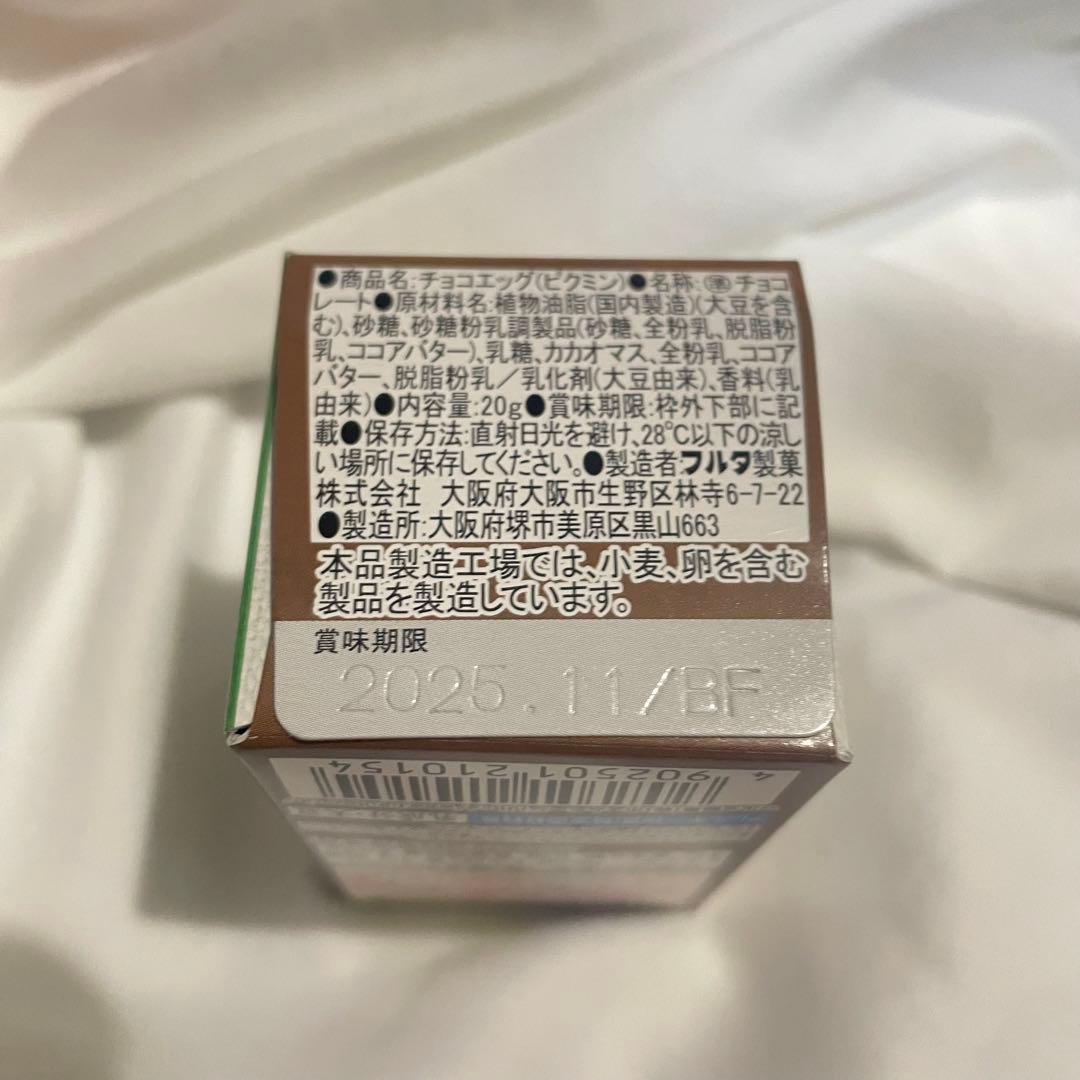 ●商品名:チョコエッグ(ピクミン)●名称:㊝チョコ
レート●原材料名:植物油脂(国内製造)(大豆を含
む)、砂糖、砂糖粉乳調製品(砂糖、全粉乳、脱脂粉
乳、ココアバター)、乳糖、カカオマス、全粉乳、ココア
バター、脱脂粉乳／乳化剤(大豆由来)、香料(乳
由来)●内容量:20g●賞味期限:枠外下部に記
載●保存方法:直射日光を避け、28℃以下の涼し
い場所に保存してください。●製造者:フルタ製菓
株式会社 大阪府大阪市生野区林寺6-7-22
●製造所:大阪府堺市美原区黒山663
本品製造工場では、小麦、卵を含む
製品を製造しています。
賞味期限
2025.11/BF
4902501210154